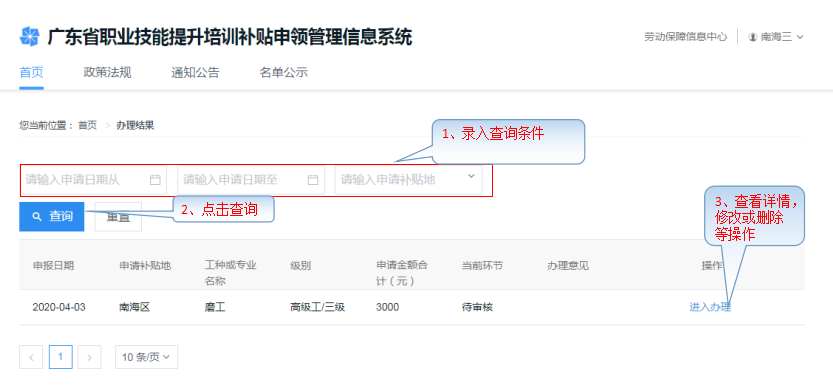 广东省职业技能提升培训补贴申领管理信息系统
劳动保障信息中心
南海三
首页
政策法规
通知公告
名单公示
您当前位置： 首页 > 办理结果
1、录入查询条件
请输入申请日期从
请输入申请日期至
请输入申请补贴地
查询
重置
2、点击查询
3、查看详情，
修改或删除
等操作
申报日期
申请补贴地
工种或专业
名称
级别
申请金额合
计（元）
当前环节
办理意见
操作
2020-04-03
南海区
磨工
高级工/三级
3000
待审核
进入办理
< 1 > 10 条/页